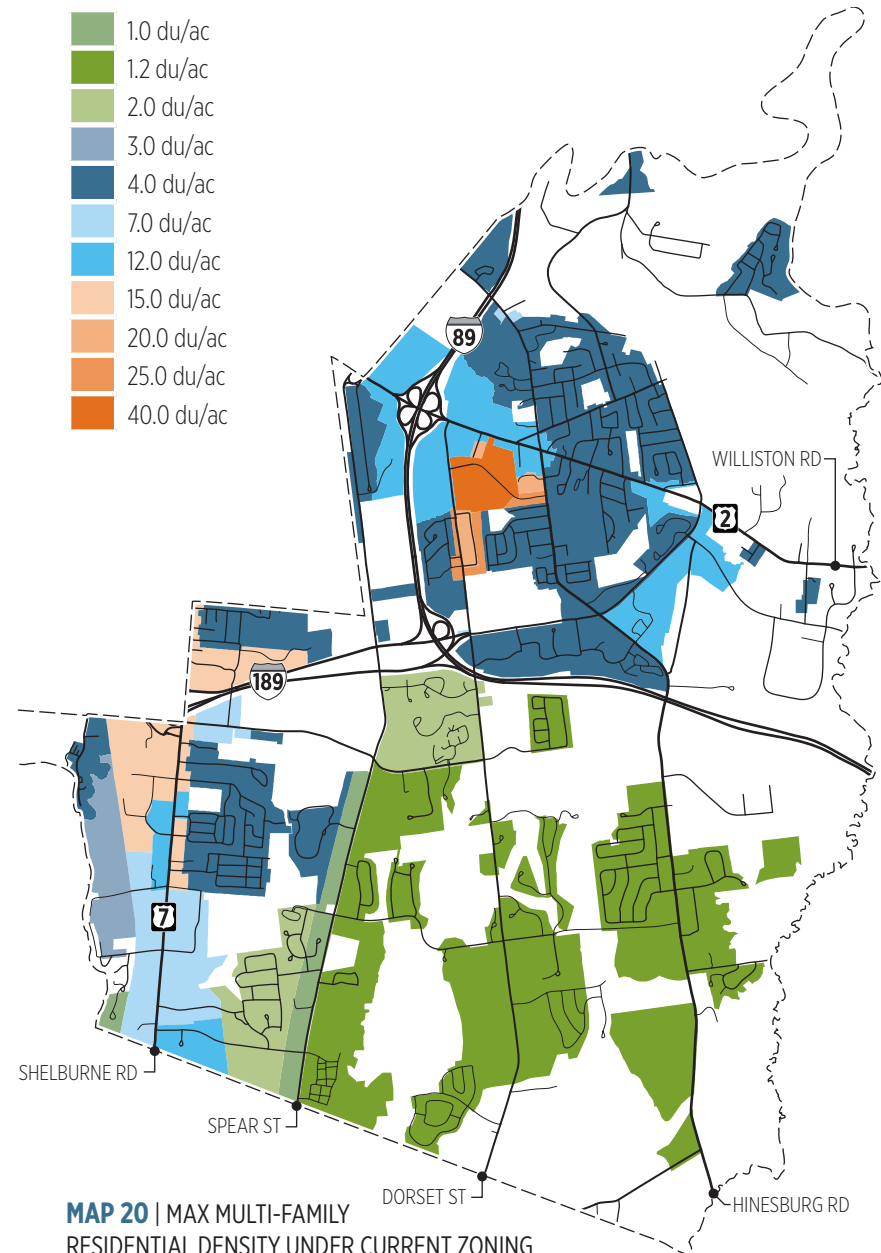 1.0 du/ac
1.2 du/ac
2.0 du/ac
3.0 du/ac
4.0 du/ac
7.0 du/ac
12.0 du/ac
15.0 du/ac
20.0 du/ac
25.0 du/ac
40.0 du/ac
89
WILLISTON RD
2
189
7
SHELBURNE RD
SPEAR ST
DORSET ST
HINESBURG RD
MAP 20 | MAX MULTI-FAMILY
RESIDENTIAL DENSITY UNDER CURRENT ZONING